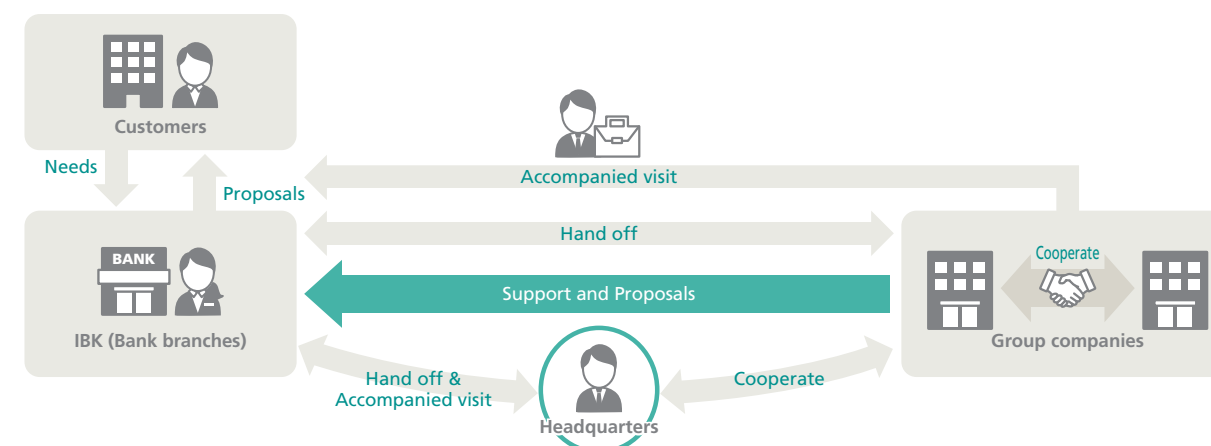 Customers
Needs
Proposals
Accompanied visit
Hand off
BANK
IBK (Bank branches)
Support and Proposals
Cooperate
Group companies
Hand off &
Accompanied visit
Headquarters
Cooperate